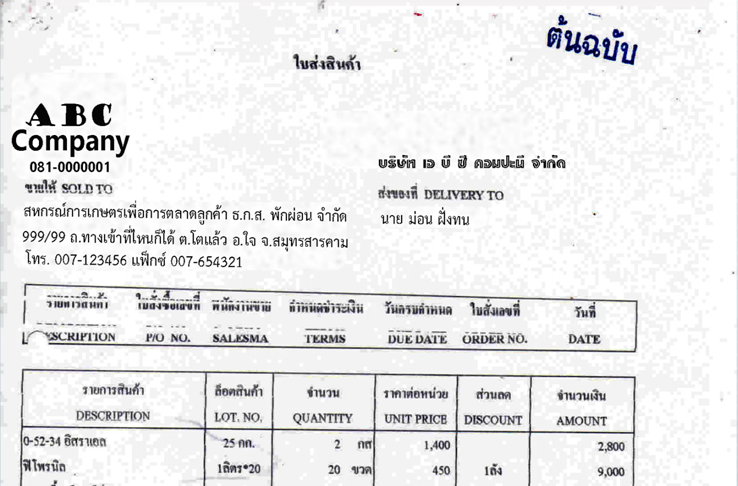 ต้นฉบับ
ใบส่งสินค้า
ABC
Company
081-0000001
บริษัท เอ บี ซี คอมปะมี จำกัด
ขายให้ SOLD TO
ส่งของที่ DELIVERY TO
สหกรณ์การเกษตรเพื่อการตลาดลูกค้า ธ.ก.ส. พักผ่อน จำกัด
นาย ม่อน ฝั่งทน
999/99 ถ.ทางเข้าที่ไหนก็ได้ ต.โตแล้ว อ.ใจ จ.สมุทรสารคาม
โทร. 007-123456 แฟ็กซ์ 007-654321
รายการสินค้า ใบสั่งซื้อเลขที่ พนักงานขาย กำหนดชำระเงิน วันครบกำหนด ใบสั่งเลขที่ วันที่
ESCRIPTION P/O NO. SALESMA TERMS DUE DATE ORDER NO. DATE
รายการสินค้า ล็อตสินค้า จำนวน ราคาต่อหน่วย ส่วนลด จำนวนเงิน
DESCRIPTION LOT. NO. QUANTITY UNIT PRICE DISCOUNT AMOUNT
0-52-34 อิสราเอล 25 กก. 2 กส 1,400 2,800
ฟิโพรนิล 1ลิตร*20 20 ขวด 450 1ลัง 9,000